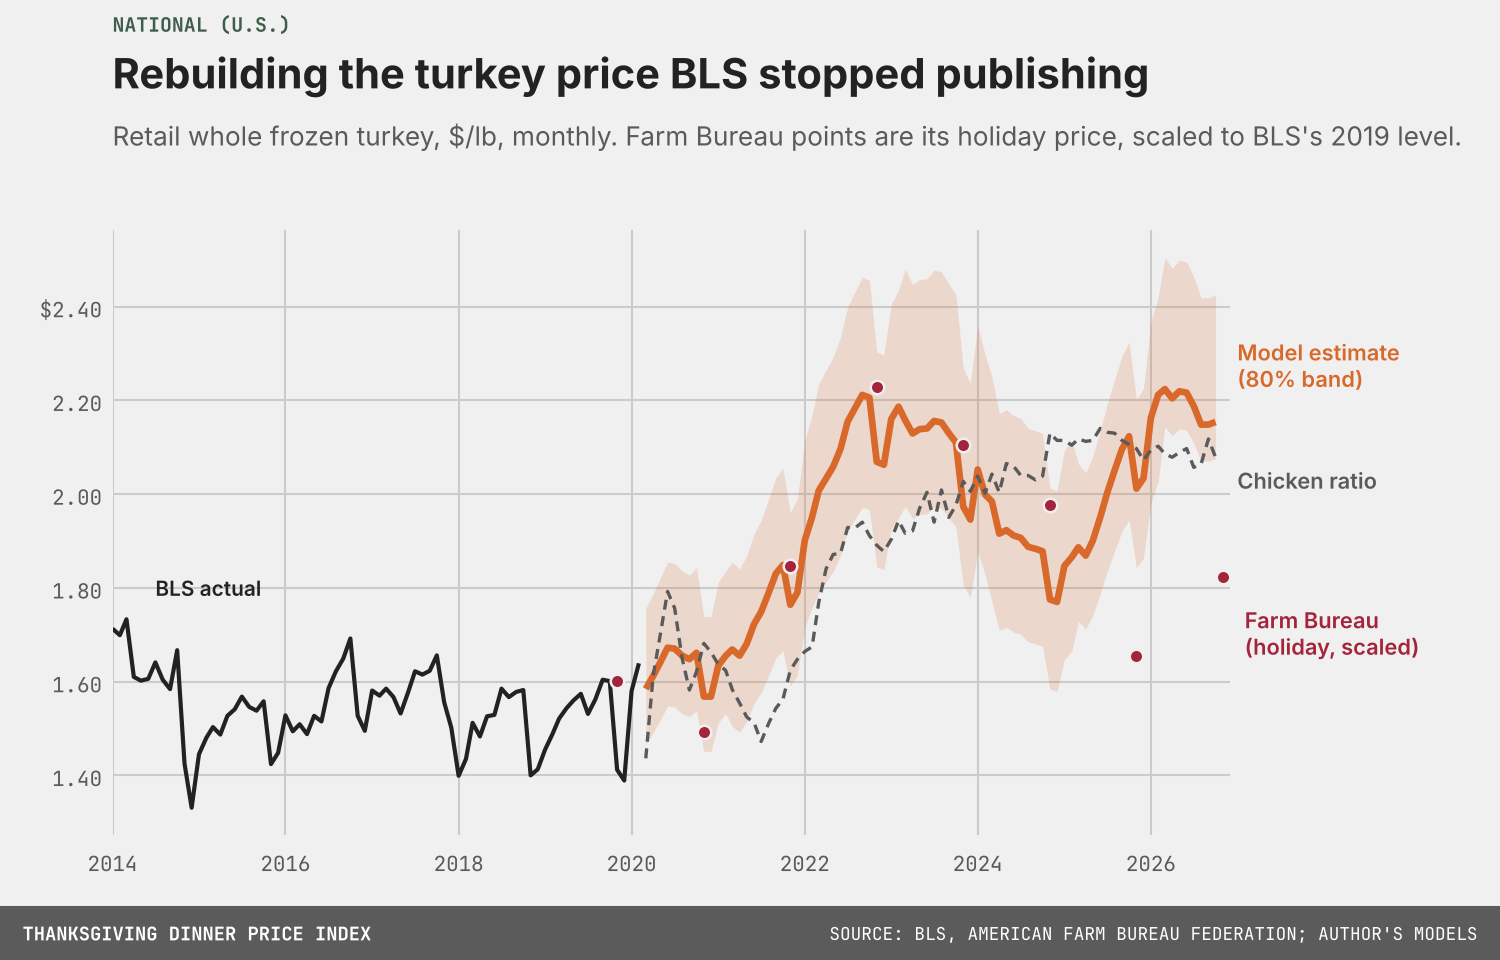 NATIONAL (U.S.)
Rebuilding the turkey price BLS stopped publishing
Retail whole frozen turkey, $/lb, monthly. Farm Bureau points are its holiday price, scaled to BLS's 2019 level.
$2.40
2.20
2.00
1.80
1.60
1.40
BLS actual
Model estimate
(80% band)
Chicken ratio
Farm Bureau
(holiday, scaled)
2014
2016
2018
2020
2022
2024
2026
THANKSGIVING DINNER PRICE INDEX
SOURCE: BLS, AMERICAN FARM BUREAU FEDERATION; AUTHOR'S MODELS